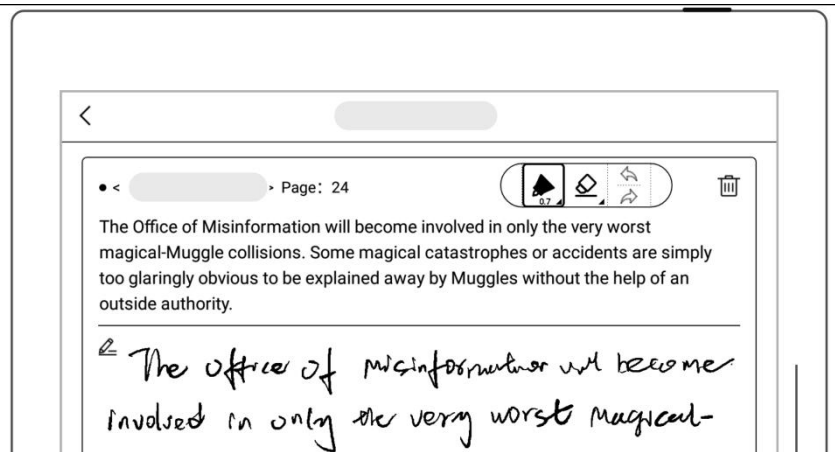 • < > Page: 24
0.7
The Office of Misinformation will become involved in only the very worst
magical-Muggle collisions. Some magical catastrophes or accidents are simply
too glaringly obvious to be explained away by Muggles without the help of an
outside authority.
The office of misinformation will become
involved in only the very worst magical-